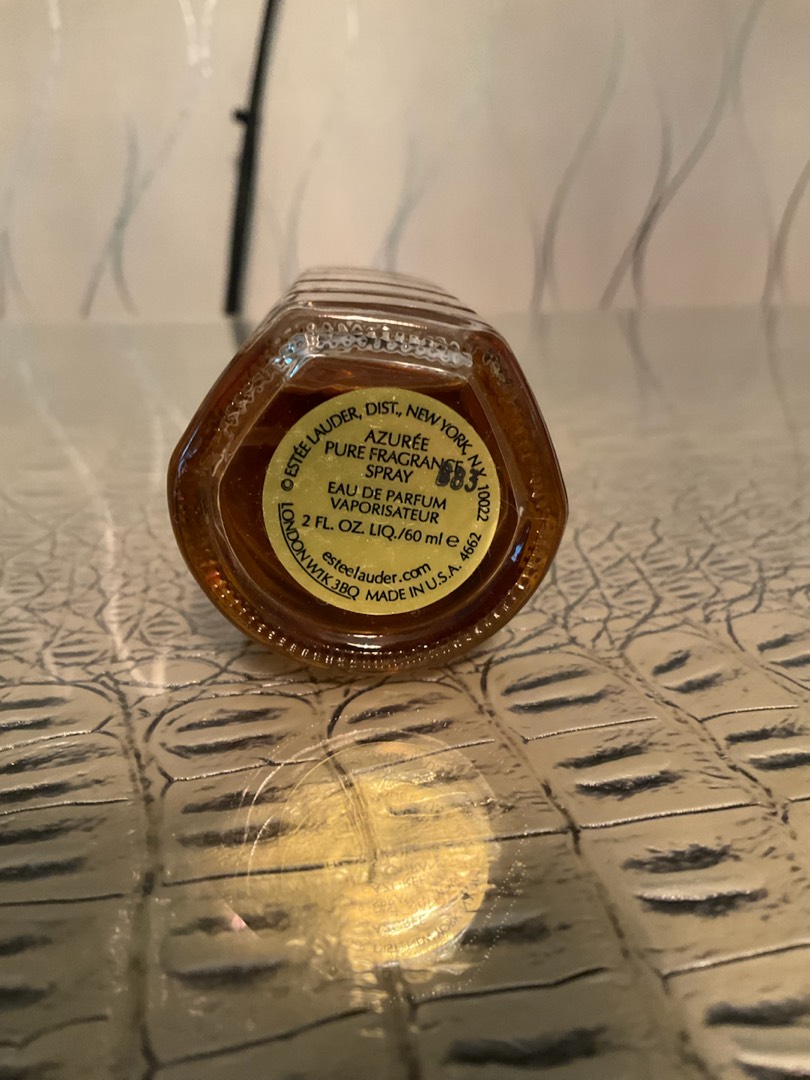 © ESTÉE LAUDER, DIST., NEW YORK, N.Y. 10022
AZURÉE
PURE FRAGRANCE
SPRAY
EAU DE PARFUM
VAPORISATEUR
2 FL. OZ. LIQ./60 ml ℮
esteelauder.com
LONDON W1K 3BQ MADE IN U.S.A. 4662